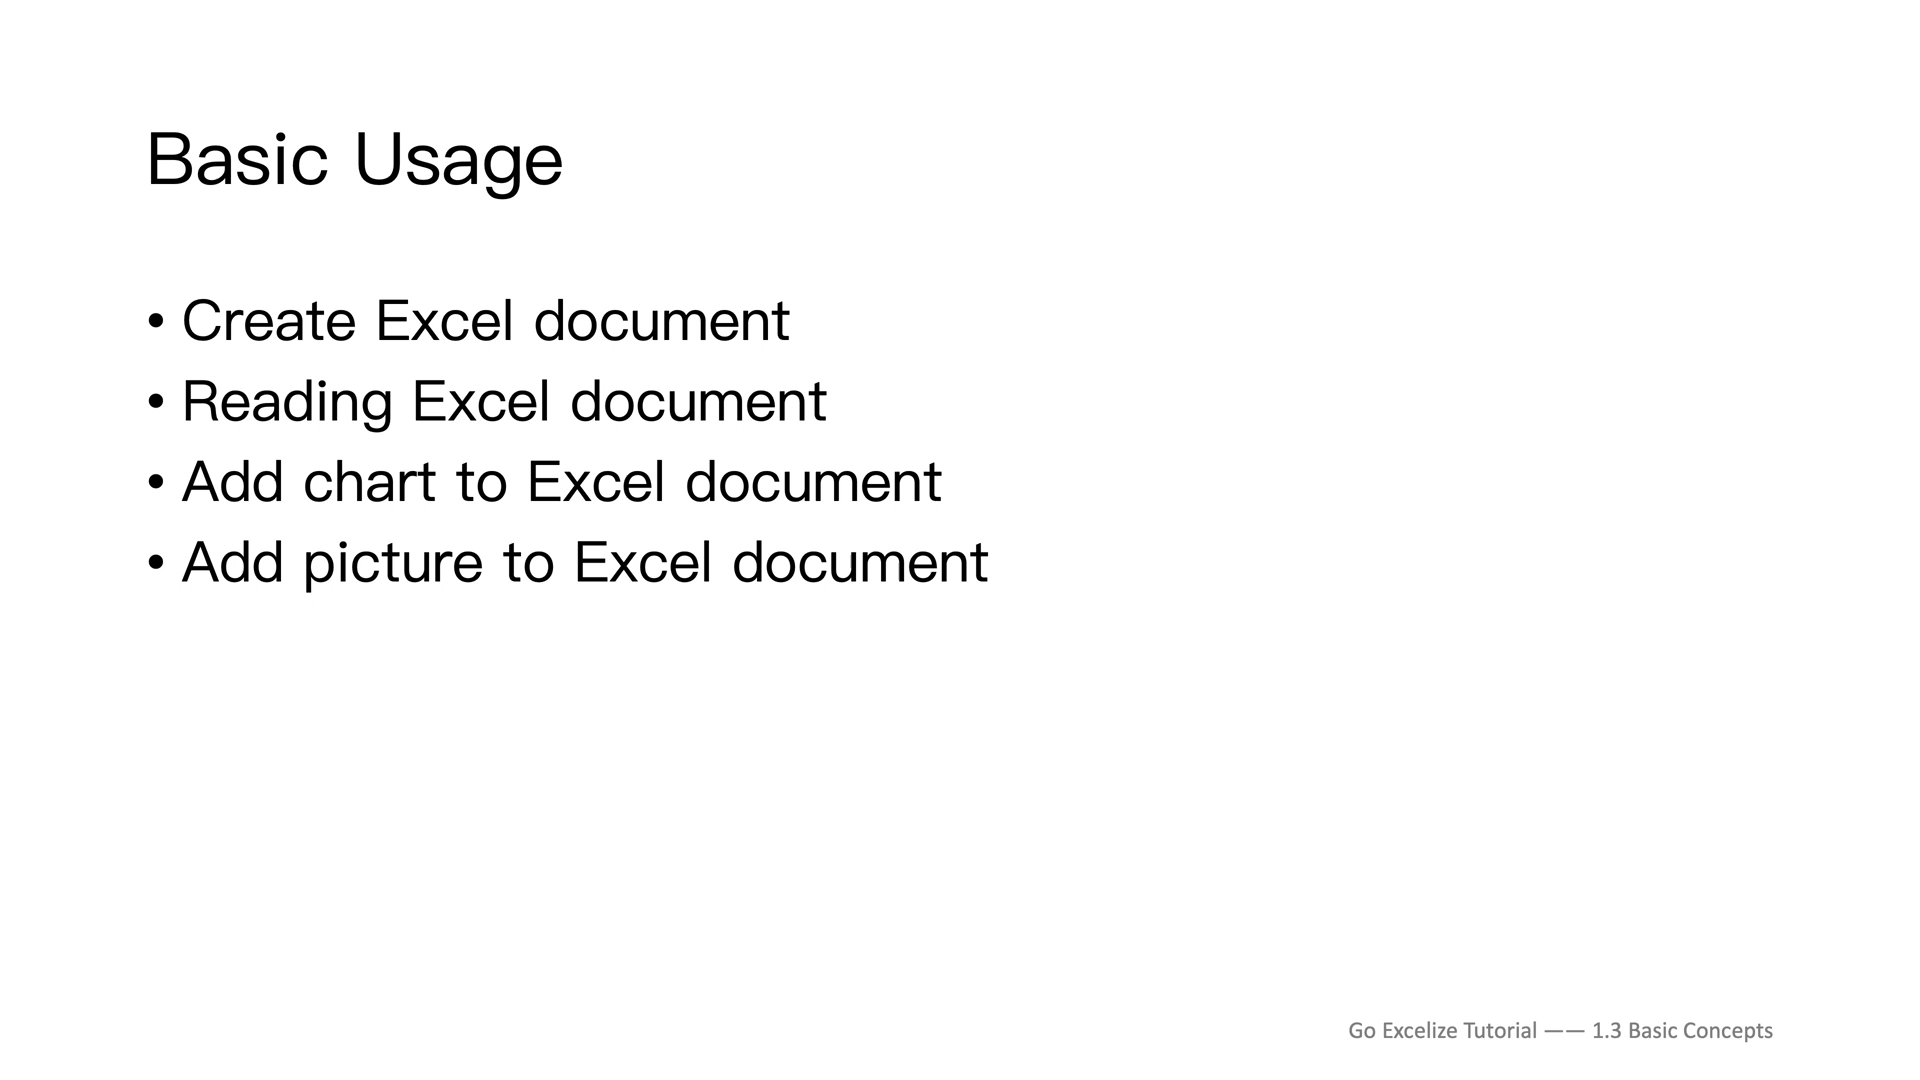 Basic Usage
• Create Excel document
• Reading Excel document
• Add chart to Excel document
• Add picture to Excel document
Go Excelize Tutorial —— 1.3 Basic Concepts